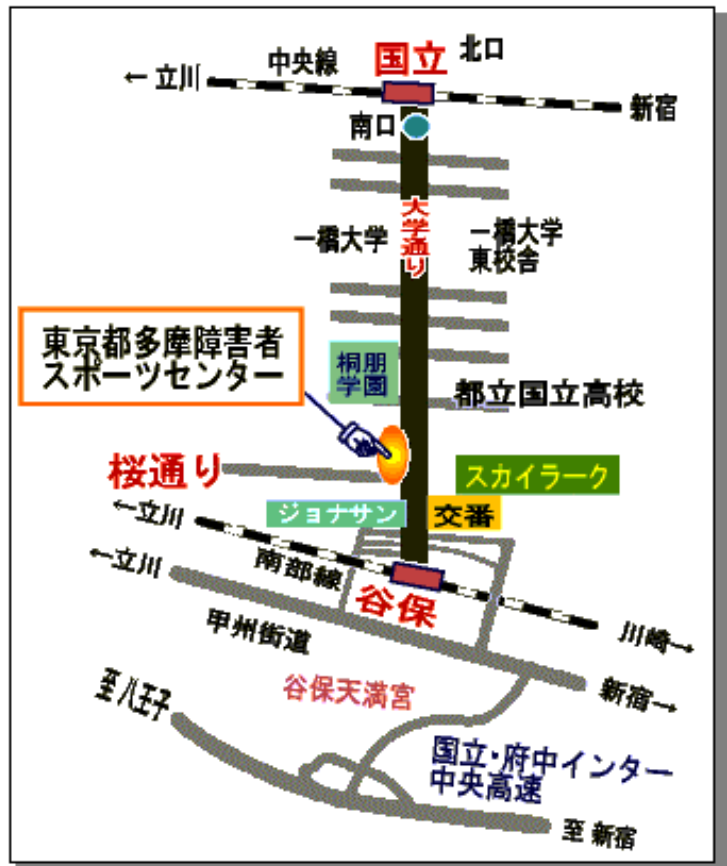 北口
国立
中央線
← 立川
新宿
南口
大学通り
一橋大学
一橋大学
東校舎
東京都多摩障害者
スポーツセンター
桐朋
学園
都立国立高校
桜通り
スカイラーク
←立川
ジョナサン
交番
←立川
南部線
谷保
川崎→
甲州街道
新宿→
谷保天満宮
至八王子
国立・府中インター
中央高速
至 新宿